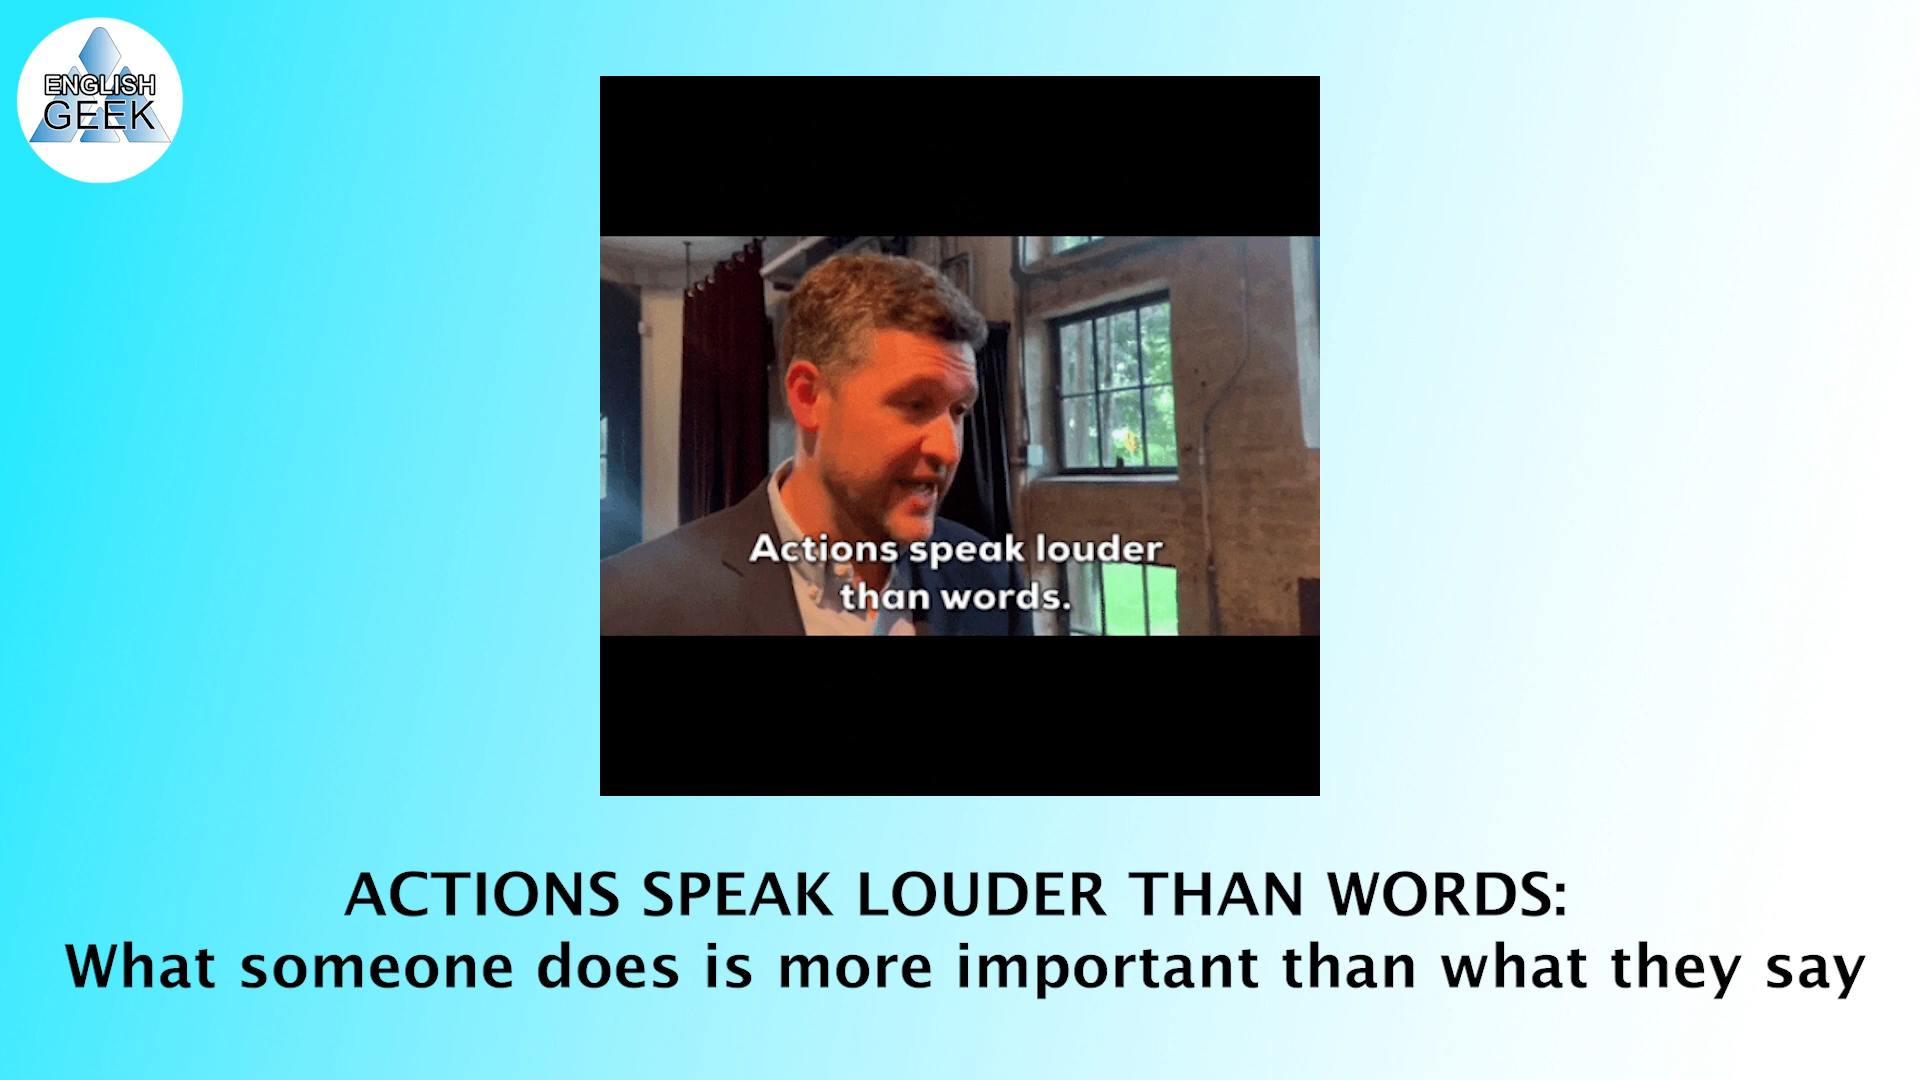 ENGLISH
GEEK
Actions speak louder
than words.
ACTIONS SPEAK LOUDER THAN WORDS:
What someone does is more important than what they say